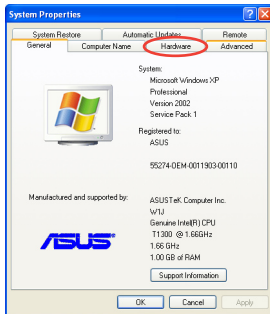 System Properties
System Restore
Automatic Updates
Remote
General
Computer Name
Hardware
Advanced
System:
Microsoft Windows XP
Professional
Version 2002
Service Pack 1
Registered to:
ASUS
55274-OEM-0011903-00110
Manufactured and supported by:
ASUSTeK Computer Inc.
W1J
Genuine Intel(R) CPU
T1300 @ 1.66GHz
1.66 GHz
1.00 GB of RAM
ASUS
Support Information
OK
Cancel
Apply